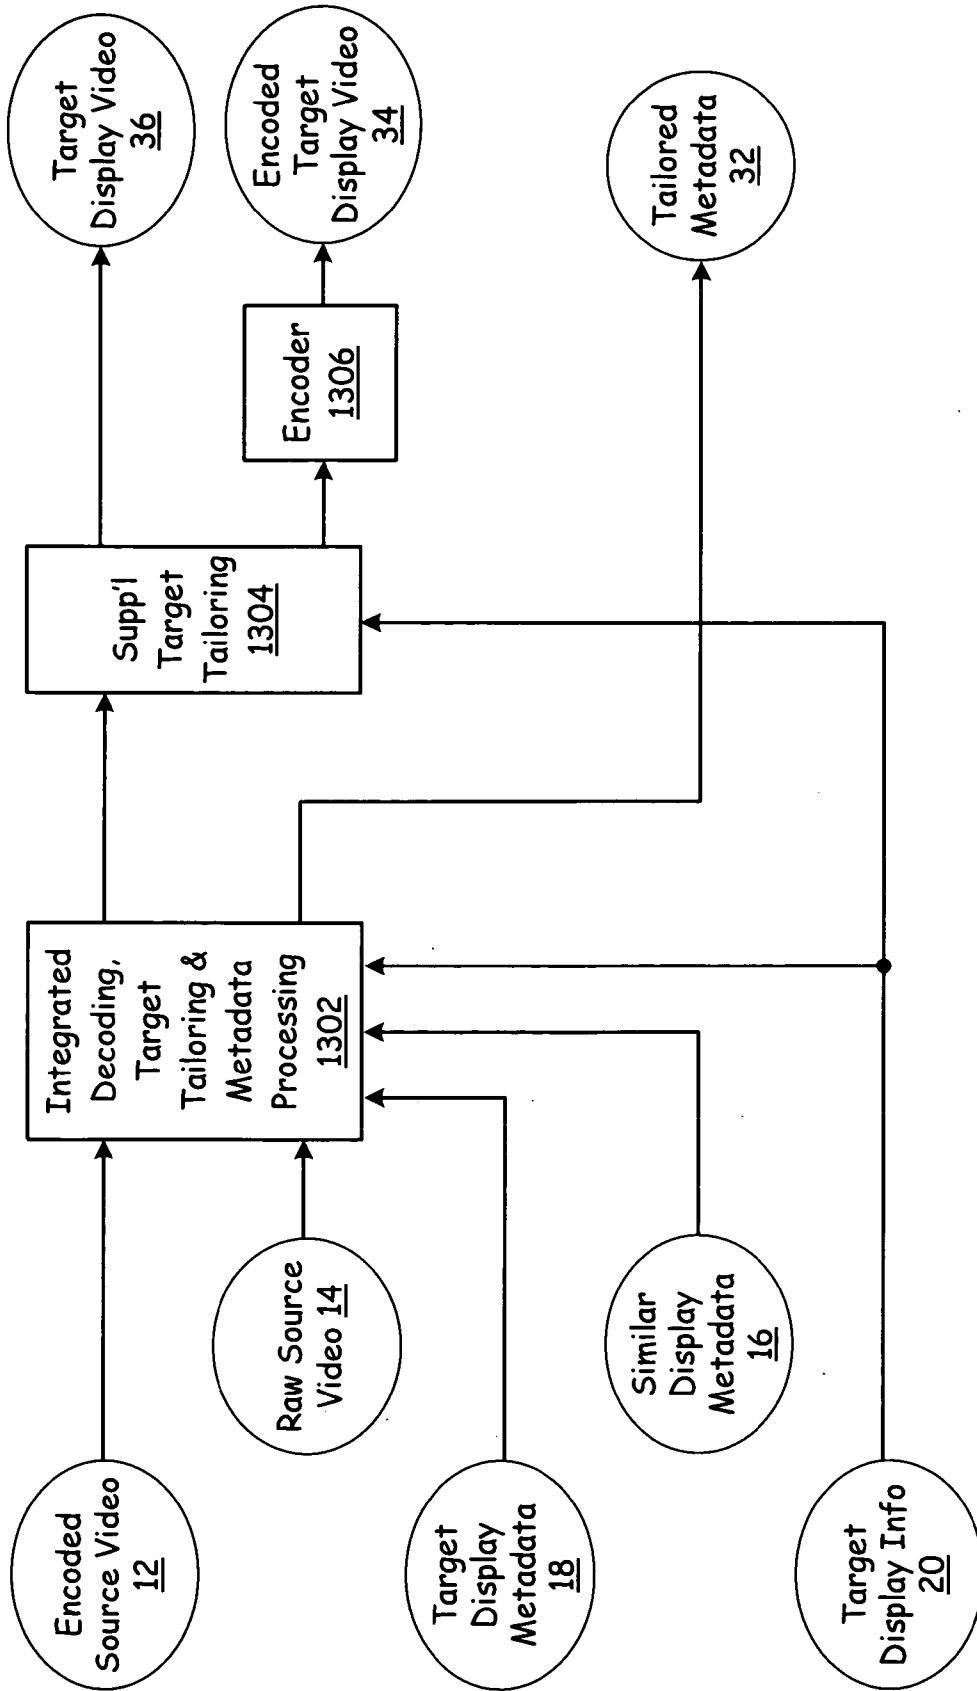 Encoded
Source Video
12
Raw Source
Video 14
Target
Display
Metadata
18
Similar
Display
Metadata
16
Target
Display Info
20
Integrated
Decoding,
Target
Tailoring &
Metadata
Processing
1302
Supp'l
Target
Tailoring
1304
Encoder
1306
Target
Display Video
36
Encoded
Target
Display Video
34
Tailored
Metadata
32